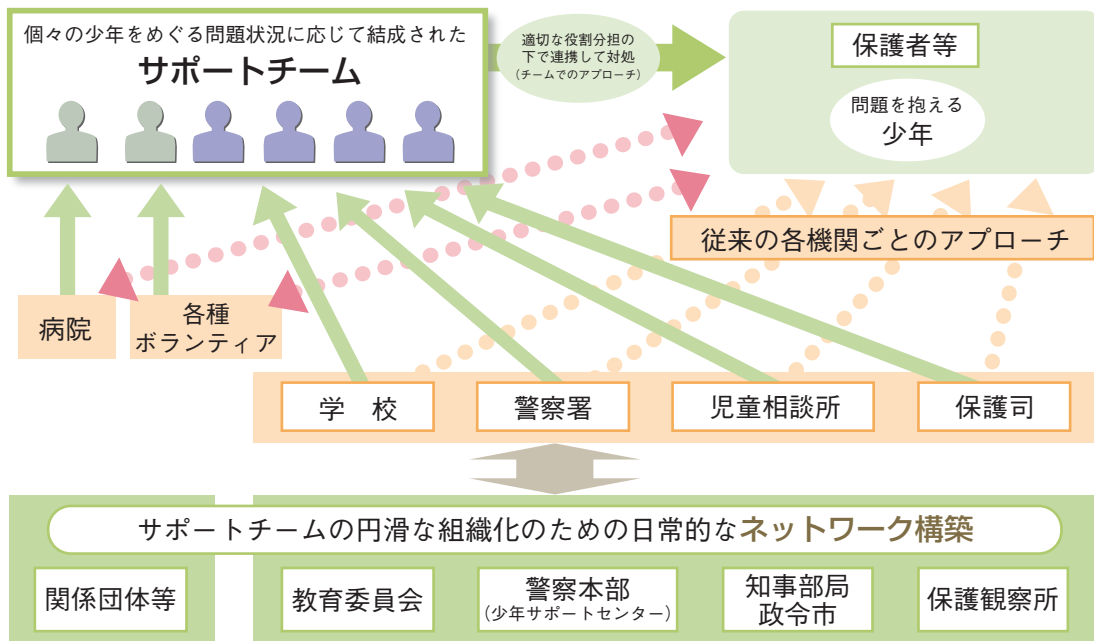 個々の少年をめぐる問題状況に応じて結成された
サポートチーム
適切な役割分担の
下で連携して対処
（チームでのアプローチ）
保護者等
問題を抱える
少年
従来の各機関ごとのアプローチ
病院
各種
ボランティア
学　校
警察署
児童相談所
保護司
サポートチームの円滑な組織化のための日常的なネットワーク構築
関係団体等
教育委員会
警察本部
（少年サポートセンター）
知事部局
政令市
保護観察所